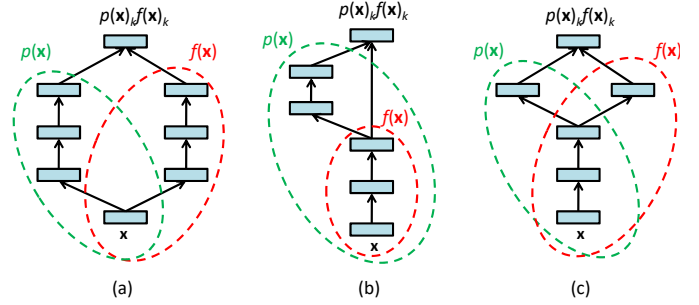 p(x)ₖf(x)ₖ
p(x)
f(x)
x
(a)
p(x)ₖf(x)ₖ
p(x)
f(x)
x
(b)
p(x)ₖf(x)ₖ
p(x)
f(x)
x
(c)